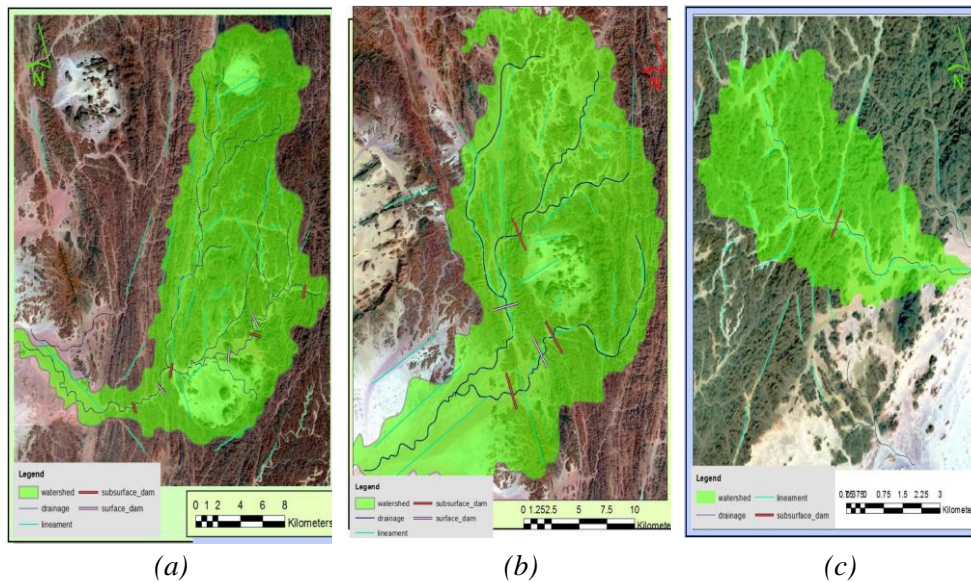 N
Legend
watershed subsurface_dam
drainage surface_dam
lineament
0 1 2 4 6 8
Kilometers
(a)
N
Legend
watershed subsurface_dam
drainage surface_dam
lineament
0 1.252.5 5 7.5 10
Kilomete
(b)
N
Legend
watershed lineament
drainage subsurface_dam
0.75 1.5 2.25 3
Kilomete
(c)